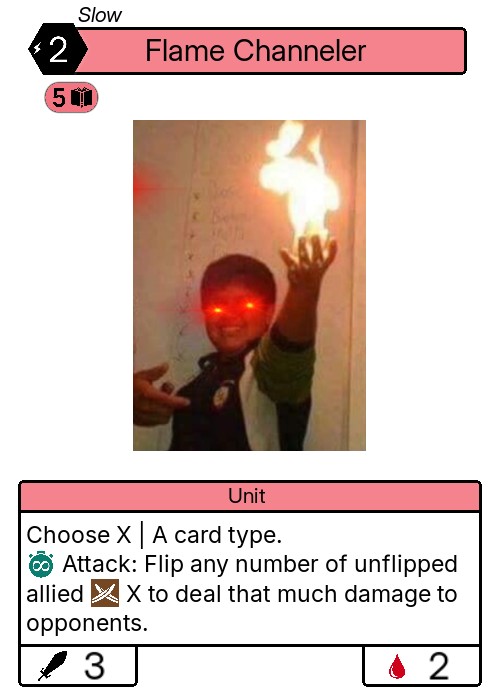 Slow
2
Flame Channeler
5
Unit
Choose X | A card type.
Attack: Flip any number of unflipped
allied X to deal that much damage to
opponents.
3
2